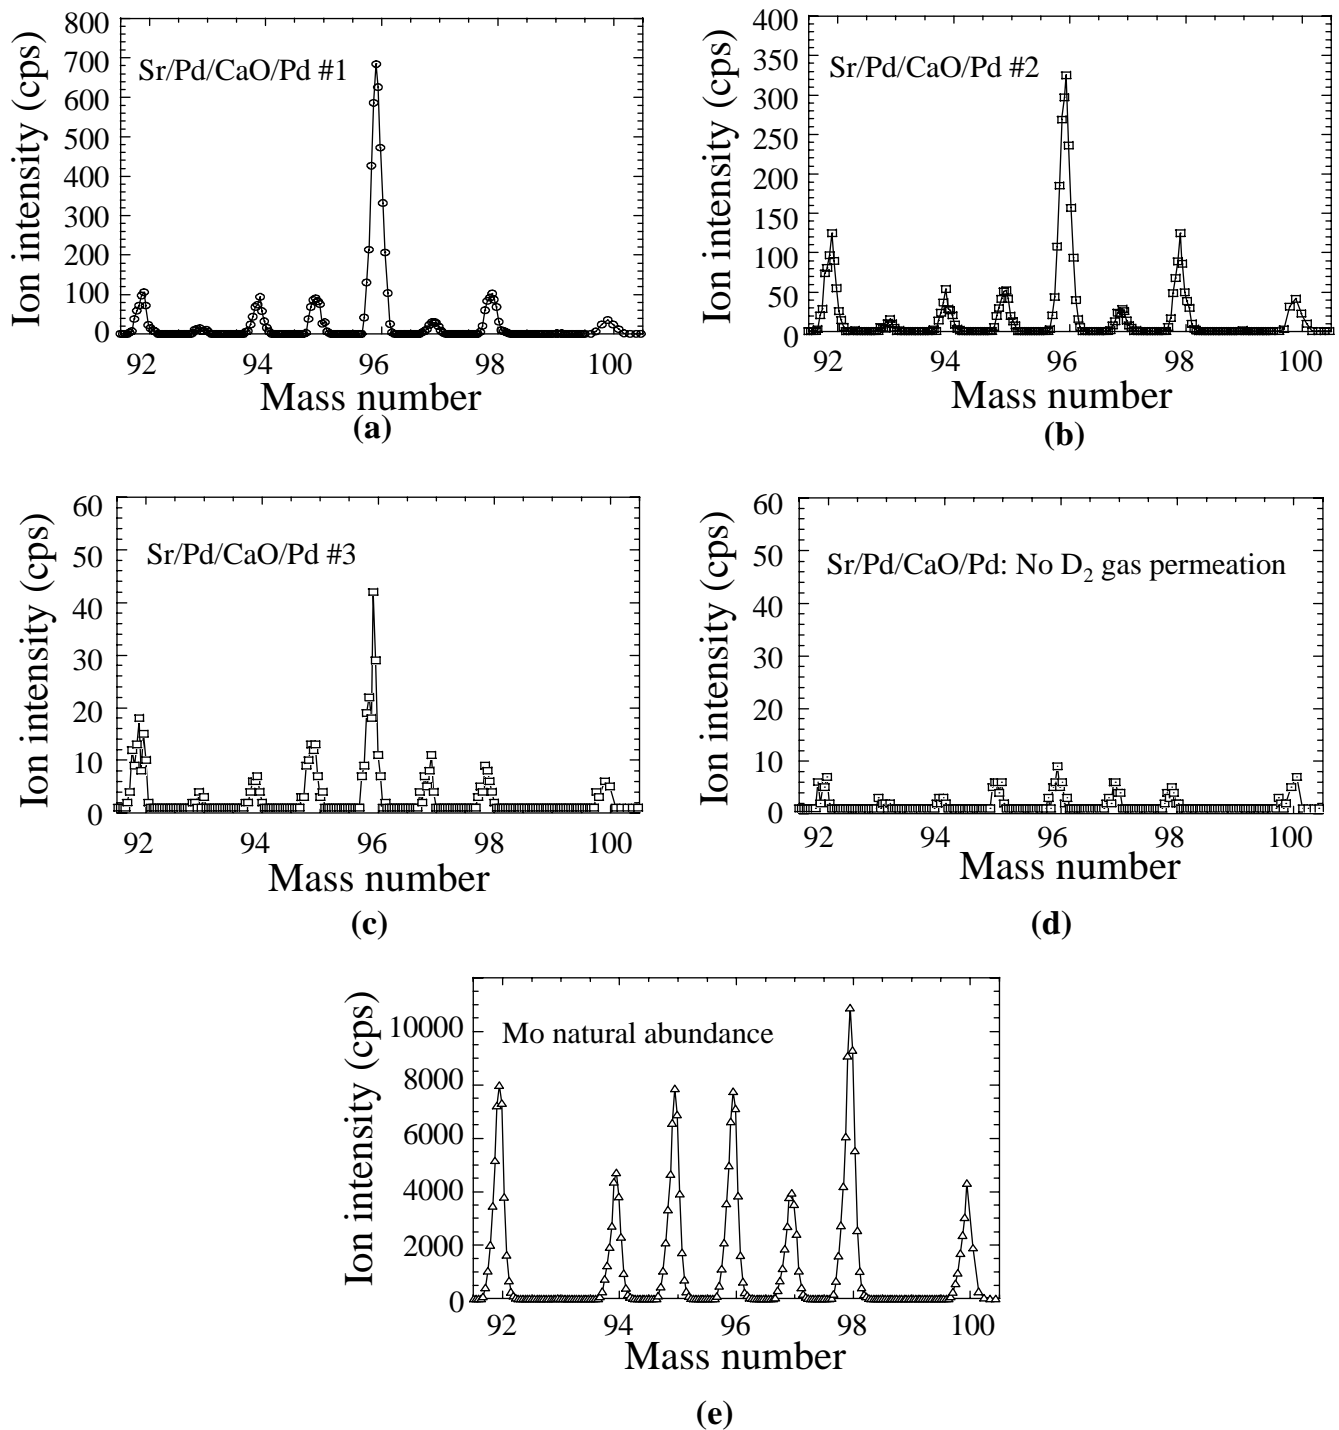 Ion intensity (cps)
800
700
600
500
400
300
200
100
0
Sr/Pd/CaO/Pd #1
92 94 96 98 100
Mass number
(a)
Ion intensity (cps)
400
350
300
250
200
150
100
50
0
Sr/Pd/CaO/Pd #2
92 94 96 98 100
Mass number
(b)
Ion intensity (cps)
60
50
40
30
20
10
0
Sr/Pd/CaO/Pd #3
92 94 96 98 100
Mass number
(c)
Ion intensity (cps)
60
50
40
30
20
10
0
Sr/Pd/CaO/Pd: No D₂ gas permeation
92 94 96 98 100
Mass number
(d)
Ion intensity (cps)
10000
8000
6000
4000
2000
0
Mo natural abundance
92 94 96 98 100
Mass number
(e)